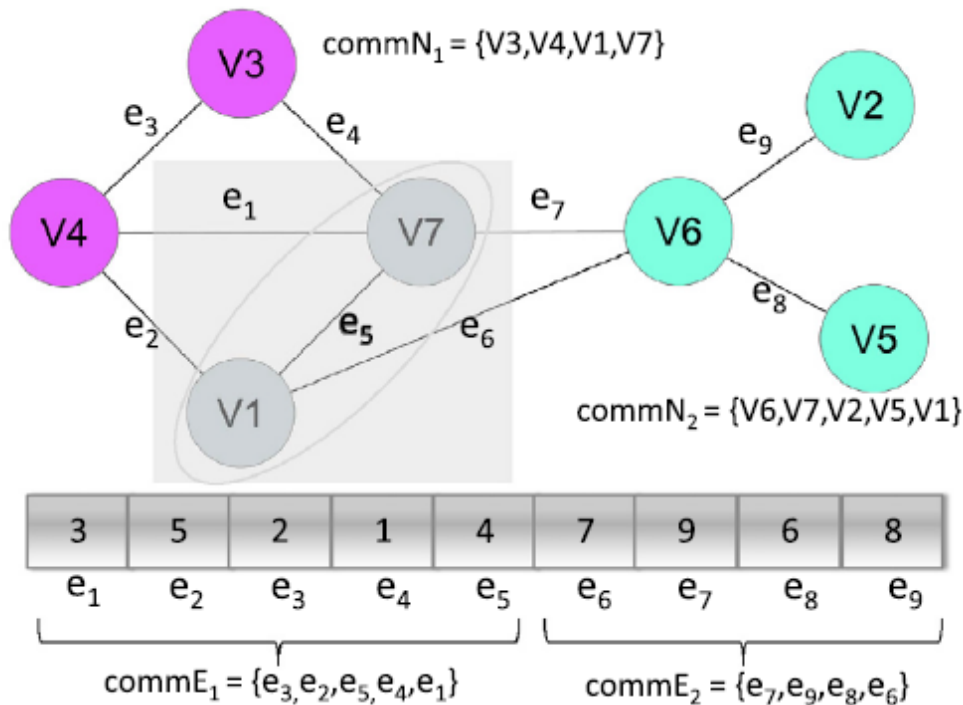 commN₁ = {V3,V4,V1,V7}
V3
V2
e₃
e₄
e₉
e₁
e₇
V4
V7
V6
e₂
e₅
e₆
e₈
V5
V1
commN₂ = {V6,V7,V2,V5,V1}
3 5 2 1 4 7 9 6 8
e₁ e₂ e₃ e₄ e₅ e₆ e₇ e₈ e₉
commE₁ = {e₃,e₂,e₅,e₄,e₁} commE₂ = {e₇,e₉,e₈,e₆}